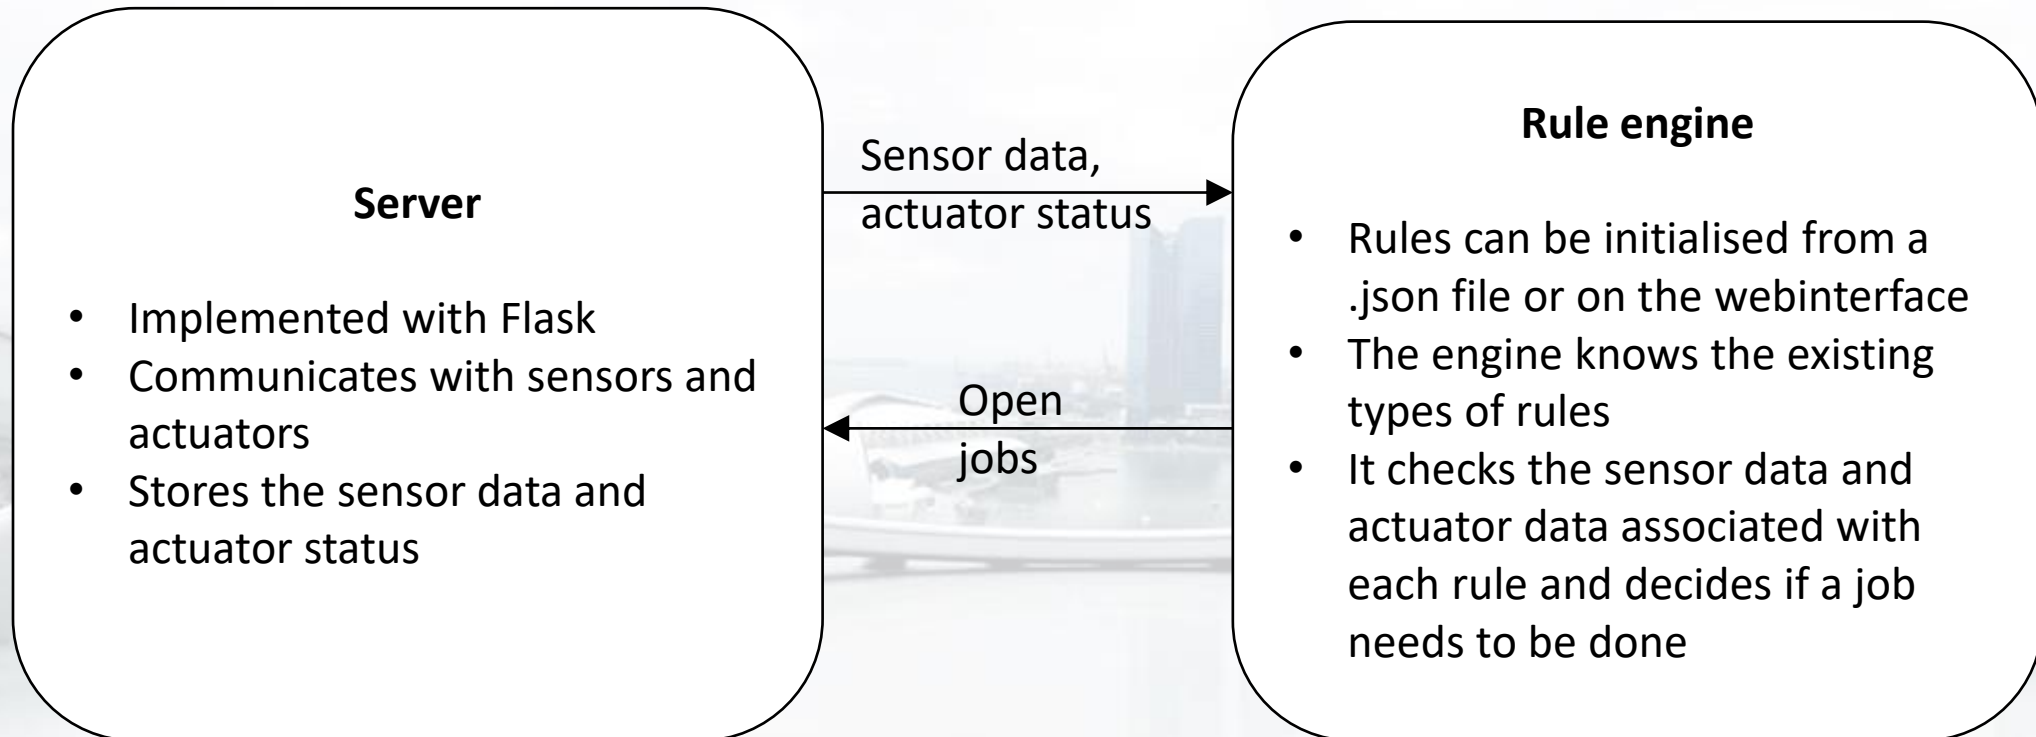 Server
• Implemented with Flask
• Communicates with sensors and
actuators
• Stores the sensor data and
actuator status
Sensor data,
actuator status
Open
jobs
Rule engine
• Rules can be initialised from a
.json file or on the webinterface
• The engine knows the existing
types of rules
• It checks the sensor data and
actuator data associated with
each rule and decides if a job
needs to be done